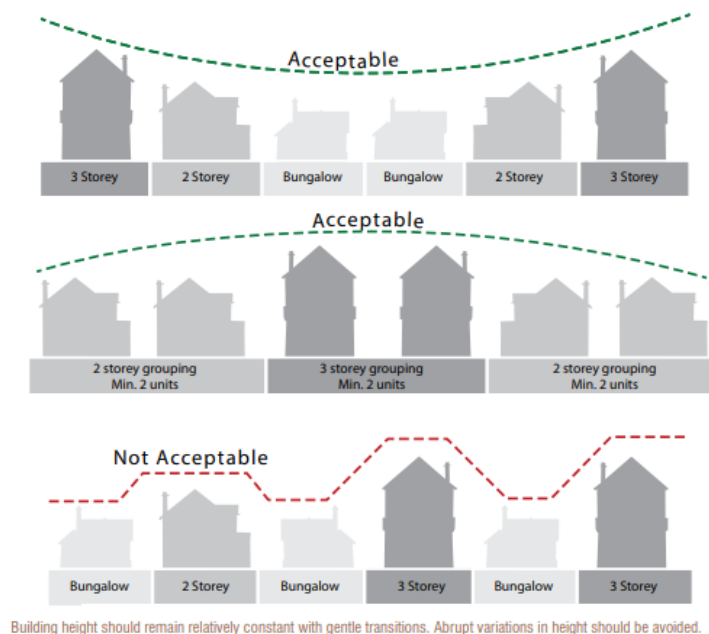 Acceptable
3 Storey
2 Storey
Bungalow
Bungalow
2 Storey
3 Storey
Acceptable
2 storey grouping
Min. 2 units
3 storey grouping
Min. 2 units
2 storey grouping
Min. 2 units
Not Acceptable
Bungalow
2 Storey
Bungalow
3 Storey
Bungalow
3 Storey
Building height should remain relatively constant with gentle transitions. Abrupt variations in height should be avoided.